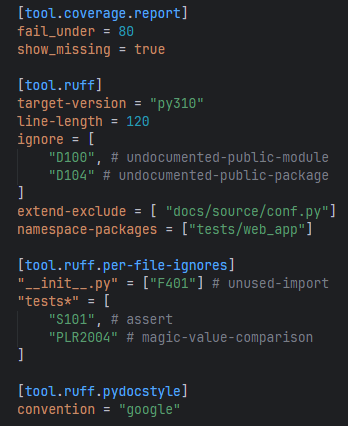 [tool.coverage.report]
fail_under = 80
show_missing = true

[tool.ruff]
target-version = "py310"
line-length = 120
ignore = [
    "D100", # undocumented-public-module
    "D104" # undocumented-public-package
]
extend-exclude = [ "docs/source/conf.py"]
namespace-packages = ["tests/web_app"]

[tool.ruff.per-file-ignores]
"__init__.py" = ["F401"] # unused-import
"tests*" = [
    "S101", # assert
    "PLR2004" # magic-value-comparison
]

[tool.ruff.pydocstyle]
convention = "google"